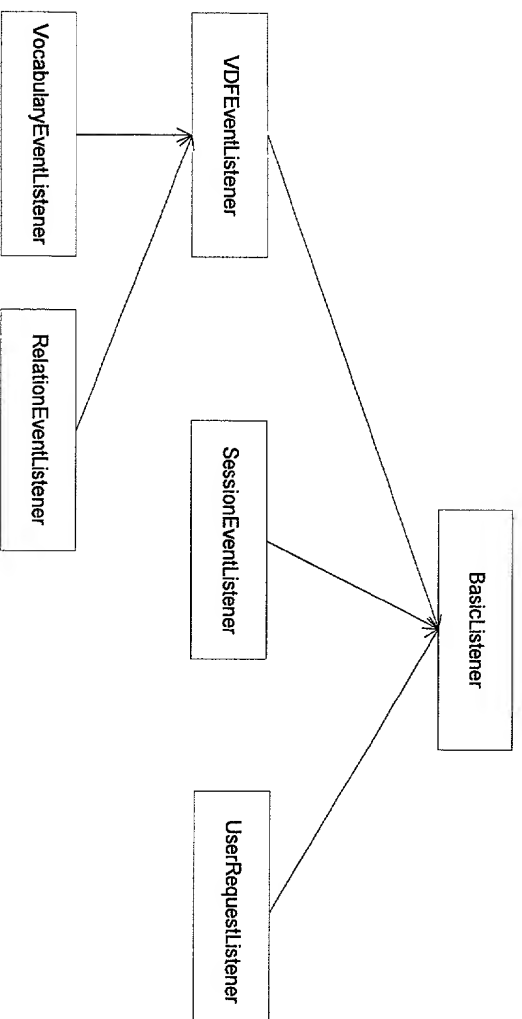 BasicListener
VDFEventListener
SessionEventListener
UserRequestListener
VocabularyEventListener
RelationEventListener